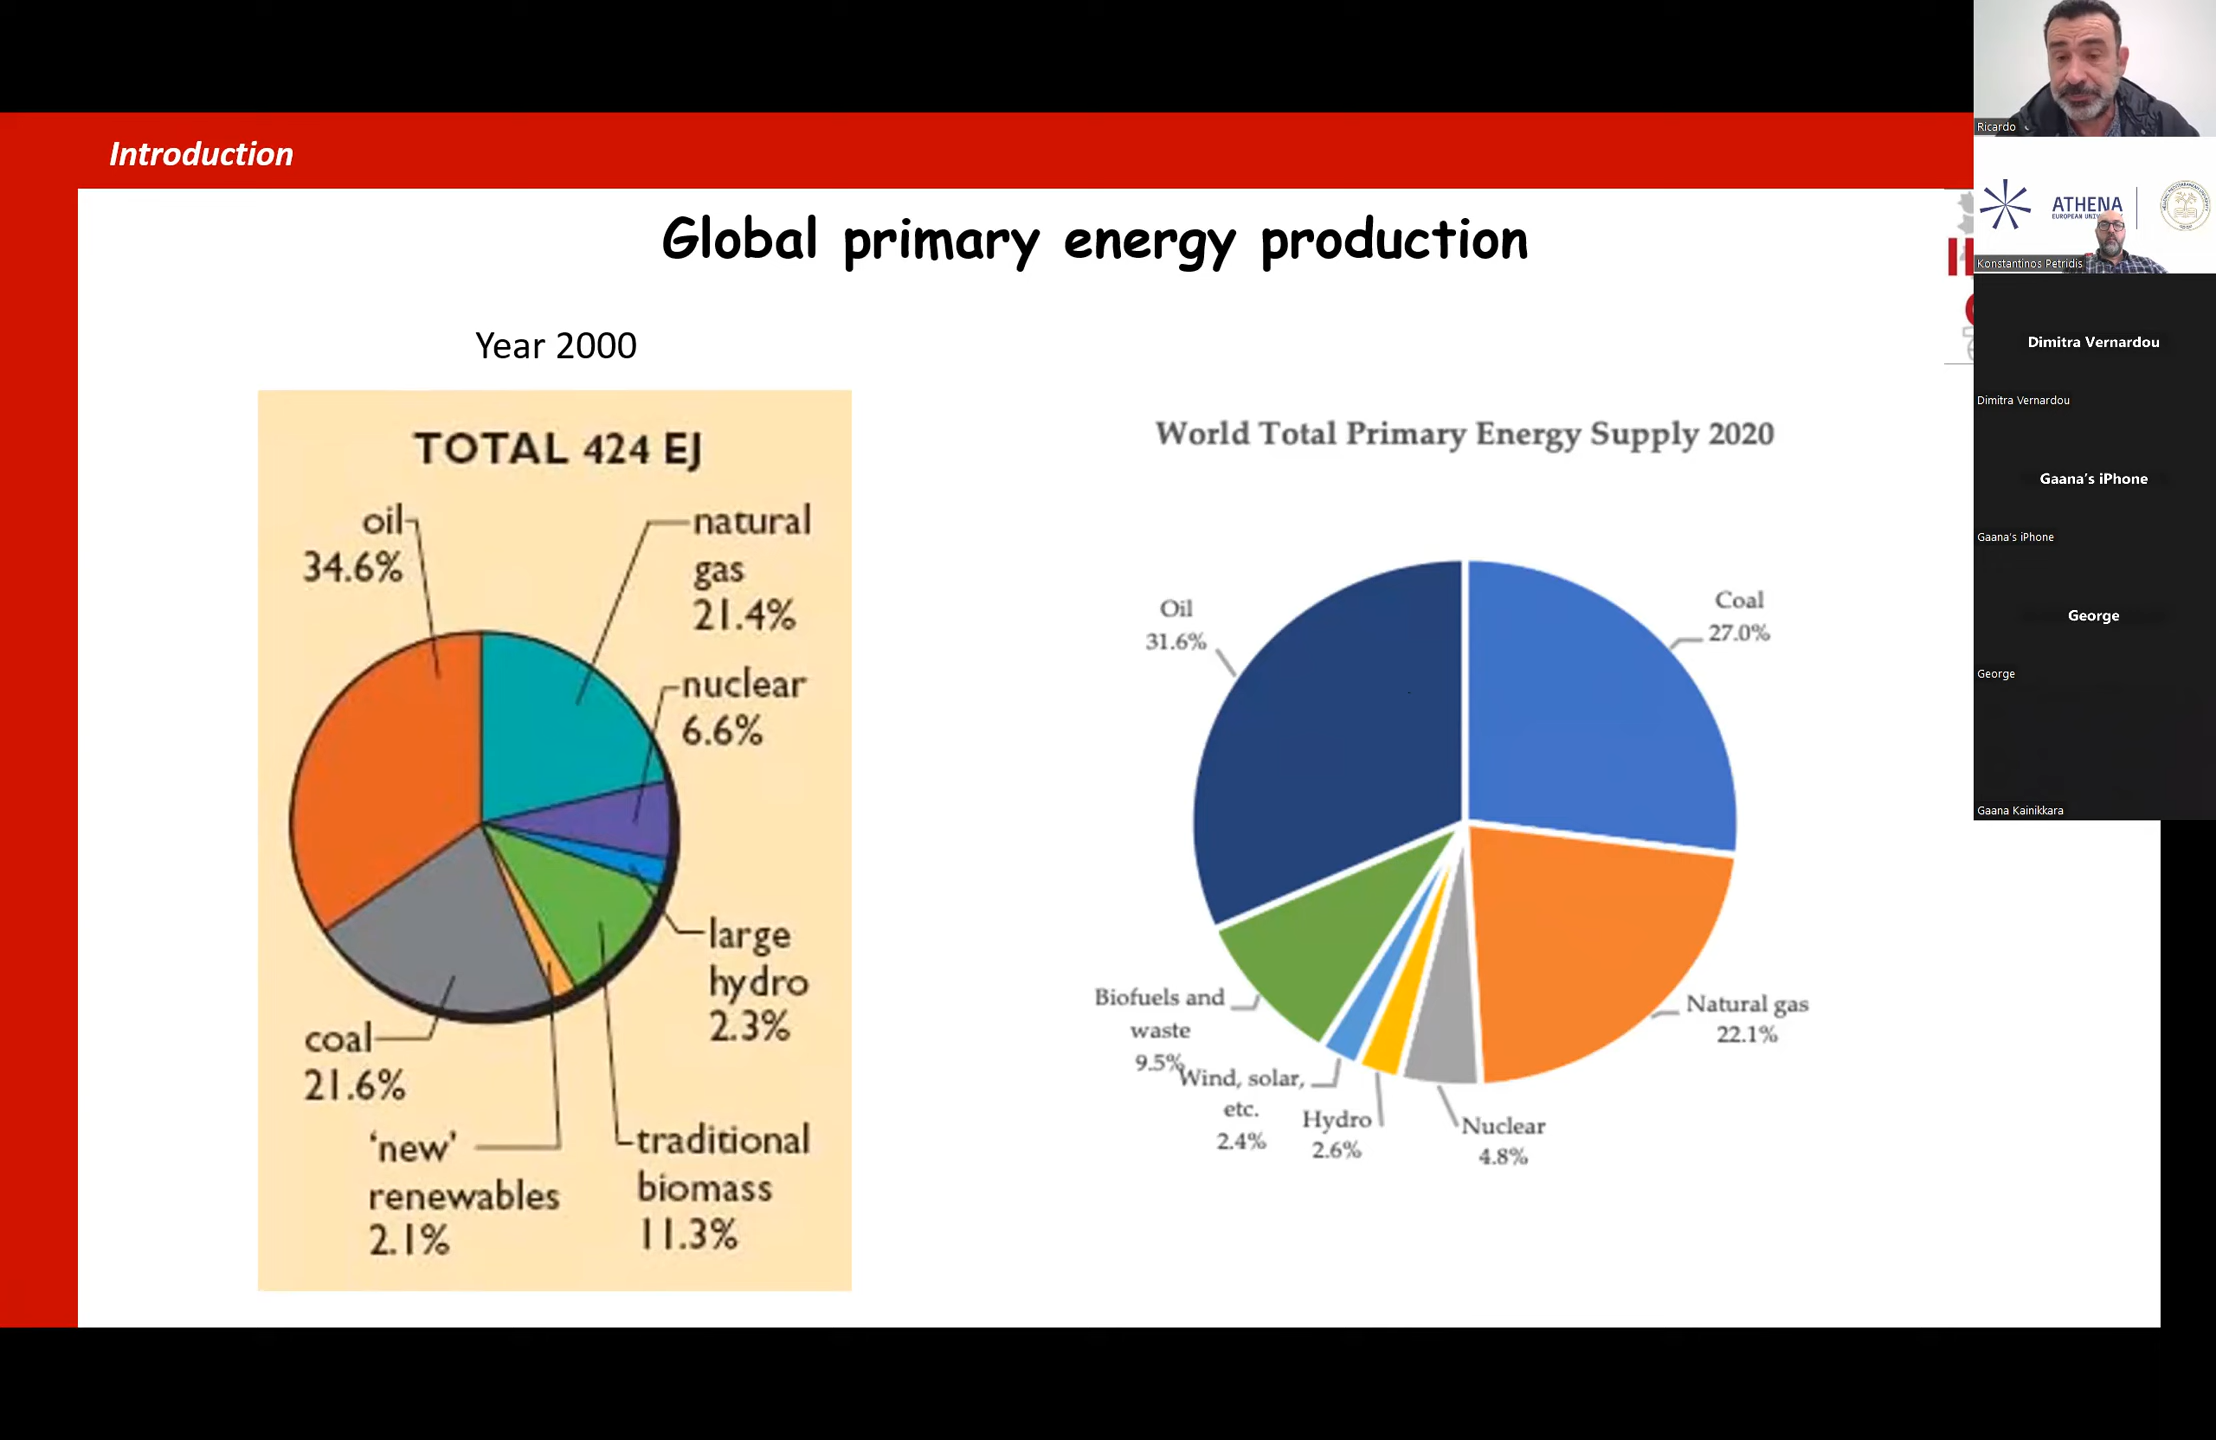 Introduction
Global primary energy production
Year 2000
TOTAL 424 EJ
oil
34.6%
natural
gas
21.4%
nuclear
6.6%
large
hydro
2.3%
coal
21.6%
'new'
renewables
2.1%
traditional
biomass
11.3%
World Total Primary Energy Supply 2020
Oil
31.6%
Coal
27.0%
Biofuels and
waste
9.5%
Wind, solar,
etc.
2.4%
Hydro
2.6%
Nuclear
4.8%
Natural gas
22.1%
Ricardo
ATHENA
Konstantinos Petridis
Dimitra Vernardou
Dimitra Vernardou
Gaana's iPhone
Gaana's iPhone
George
George
Gaana Kainikkara